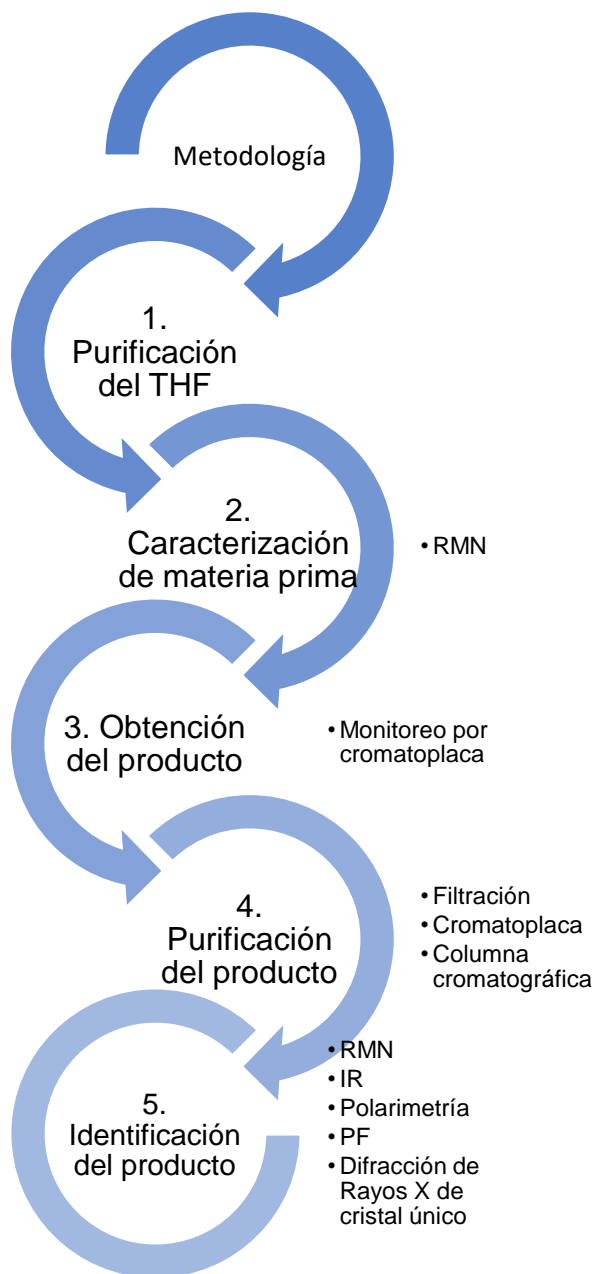 Metodología
1.
Purificación
del THF
2.
Caracterización
de materia prima
• RMN
3. Obtención
del producto
• Monitoreo por
cromatoplaca
4.
Purificación
del producto
• Filtración
• Cromatoplaca
• Columna
cromatográfica
5.
Identificación
del producto
• RMN
• IR
• Polarimetría
• PF
• Difracción de
Rayos X de
cristal único